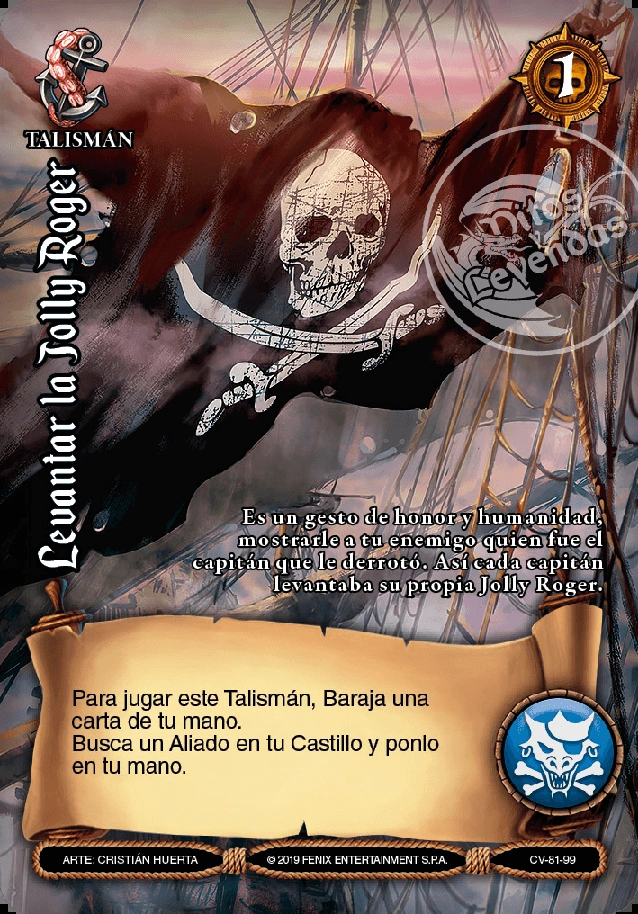 1
TALISMÁN
Levantar la Jolly Roger
Mitos
y
Leyendas
Es un gesto de honor y humanidad,
mostrarle a tu enemigo quien fue el
capitán que le derrotó. Así cada capitán
levantaba su propia Jolly Roger.
Para jugar este Talismán, Baraja una
carta de tu mano.
Busca un Aliado en tu Castillo y ponlo
en tu mano.
ARTE: CRISTIÁN HUERTA
© 2019 FENIX ENTERTAINMENT S.P.A.
CV-81-99